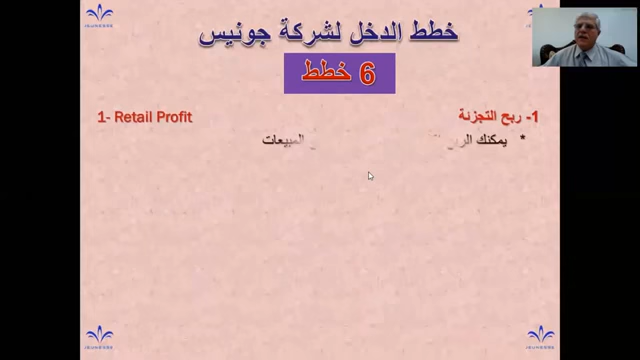 خطط الدخل لشركة جونيس
6 خطط
1- ربح التجزئة
1- Retail Profit
* يمكنك المبيعات